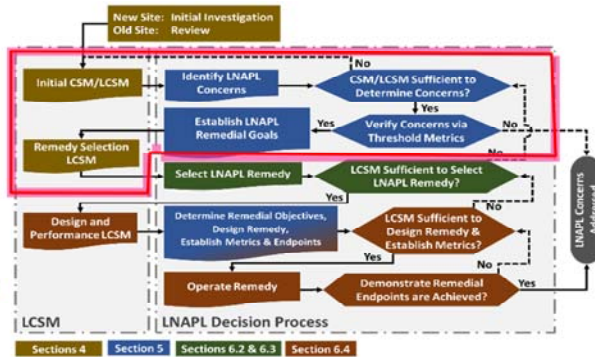 New Site: Initial Investigation
Old Site: Review
No
Initial CSM/LCSM
Identify LNAPL
Concerns
CSM/LCSM Sufficient to
Determine Concerns?
Yes
No
Establish LNAPL
Remedial Goals
Yes
Verify Concerns via
Threshold Metrics
Remedy Selection
LCSM
No
Select LNAPL Remedy
LCSM Sufficient to Select
LNAPL Remedy?
Yes
LNAPL Concerns
Addressed
No
Design and
Performance LCSM
Determine Remedial Objectives,
Design Remedy,
Establish Metrics & Endpoints
LCSM Sufficient to
Design Remedy &
Establish Metrics?
Yes
No
Operate Remedy
Demonstrate Remedial
Endpoints are Achieved?
Yes
LCSM
LNAPL Decision Process
Sections 4
Section 5
Sections 6.2 & 6.3
Section 6.4